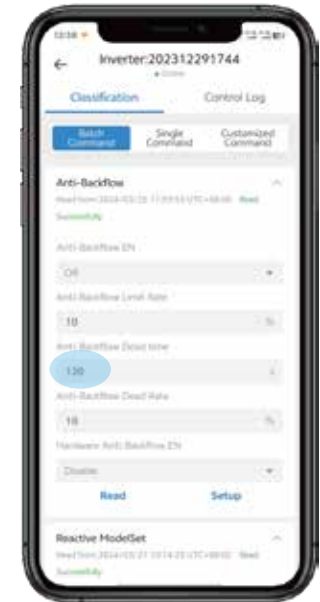 Inverter:202312291744
Classification
Control Log
Batch Command
Single Command
Customized Command
Anti-Backflow
Read
Successfully
Anti-Backflow EN
Off
Anti-Backflow Limit Rate
10 %
Anti-Backflow Dead time
120 s
Anti-Backflow Dead Rate
10 %
Hardware Anti-Backflow EN
Disable
Read
Setup
Reactive ModelSet
Read
Successfully